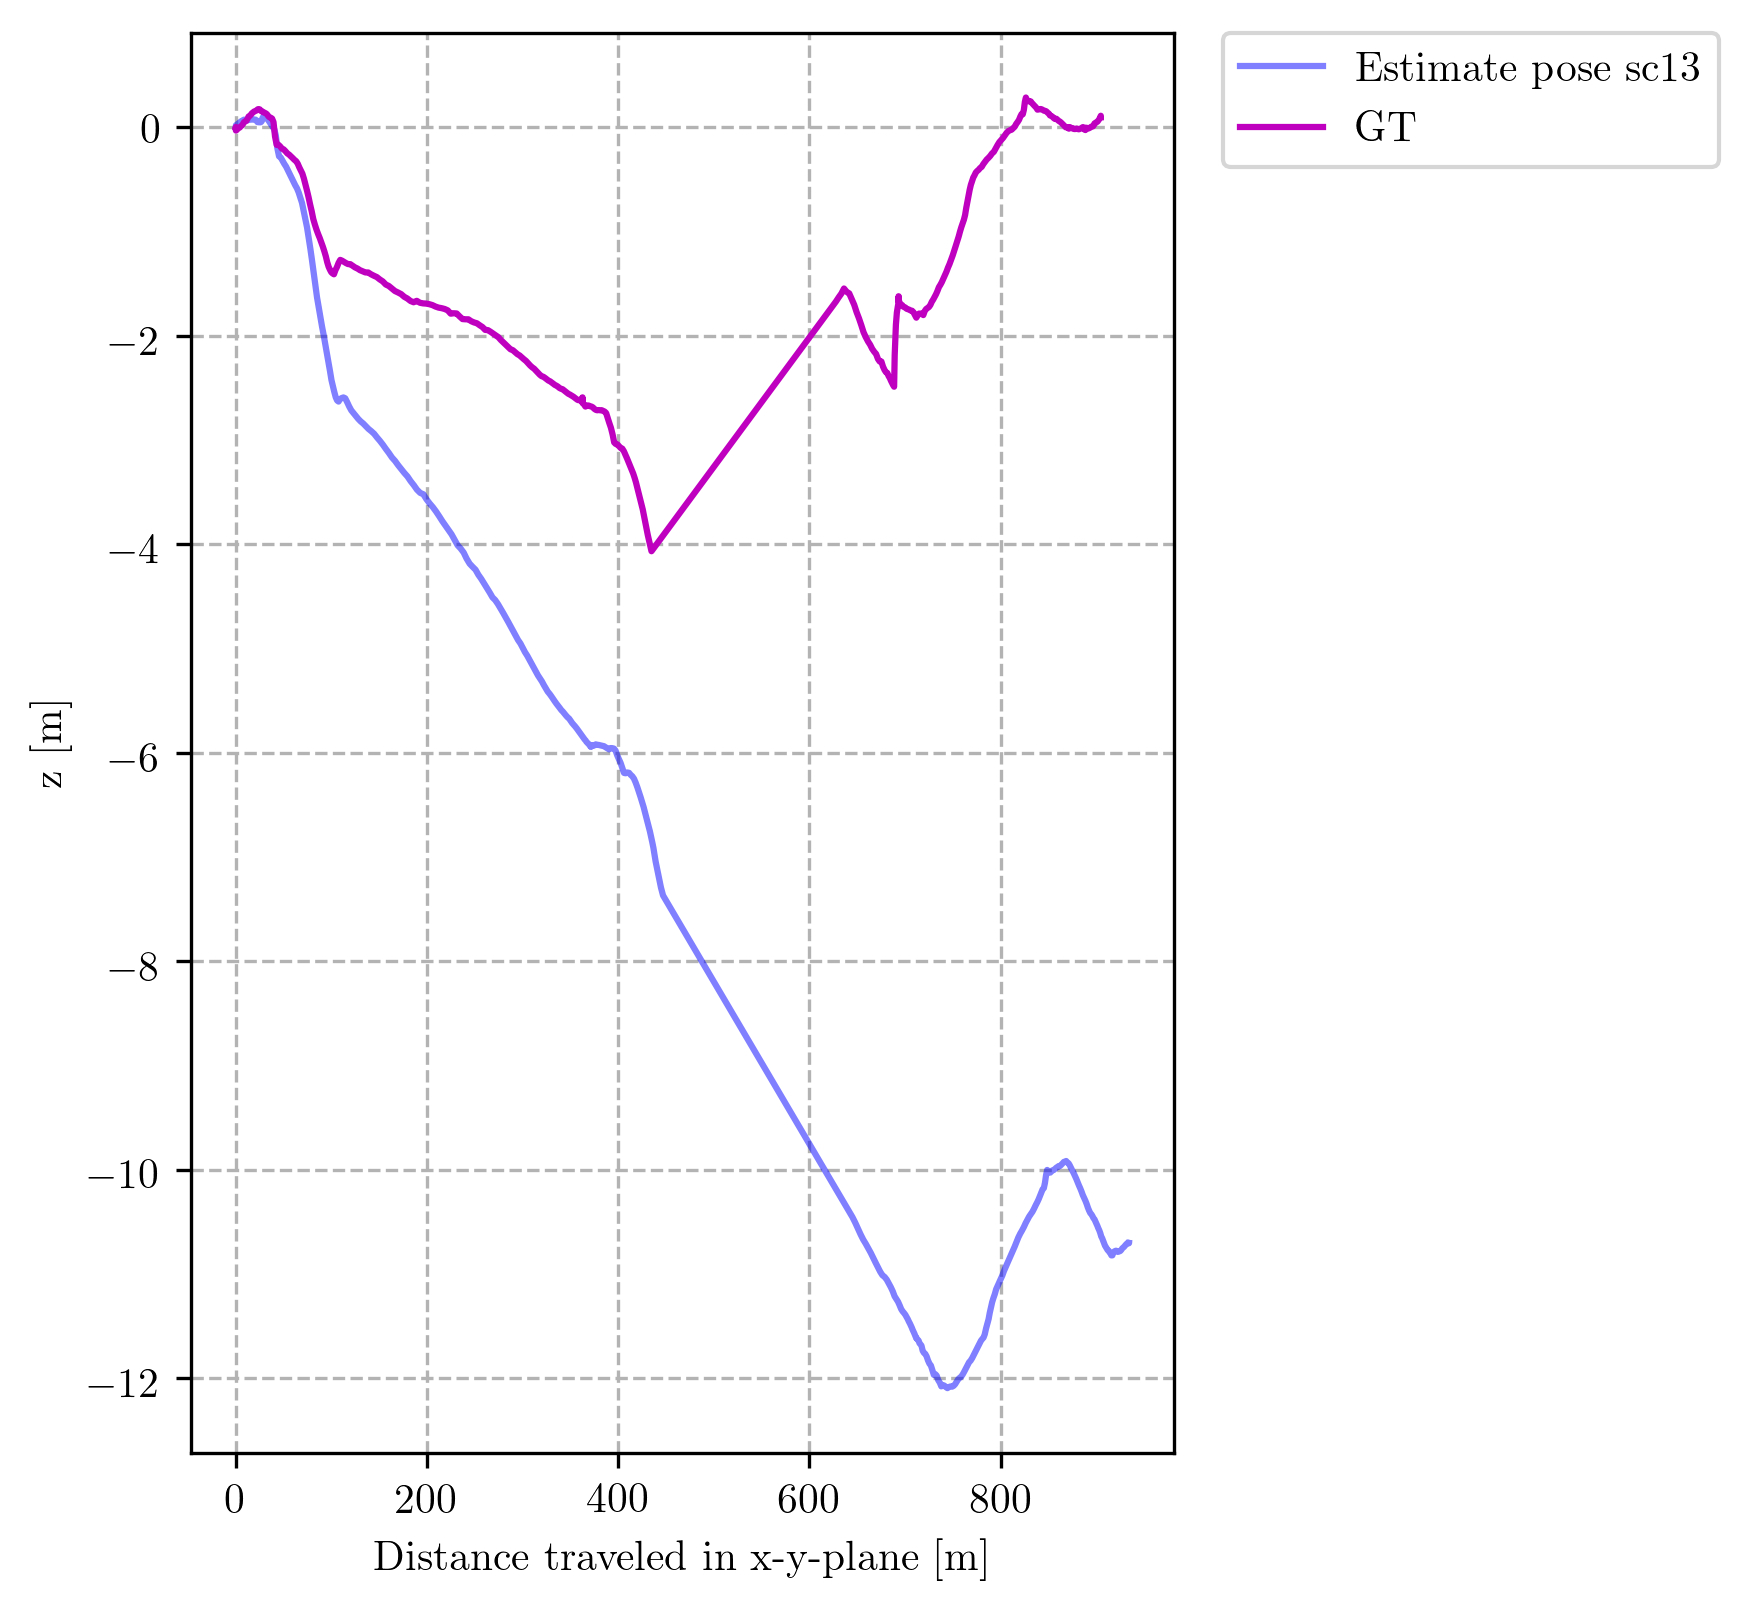 Estimate pose sc13
GT
0
−2
−4
−6
−8
−10
−12
z [m]
0 200 400 600 800
Distance traveled in x-y-plane [m]